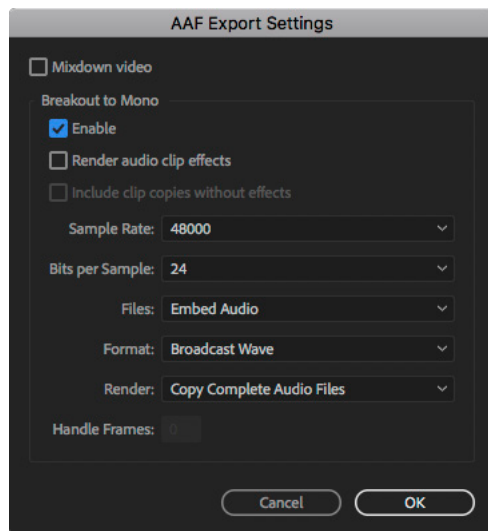 AAF Export Settings
Mixdown video
Breakout to Mono
Enable
Render audio clip effects
Include clip copies without effects
Sample Rate: 48000
Bits per Sample: 24
Files: Embed Audio
Format: Broadcast Wave
Render: Copy Complete Audio Files
Handle Frames: 0
Cancel OK